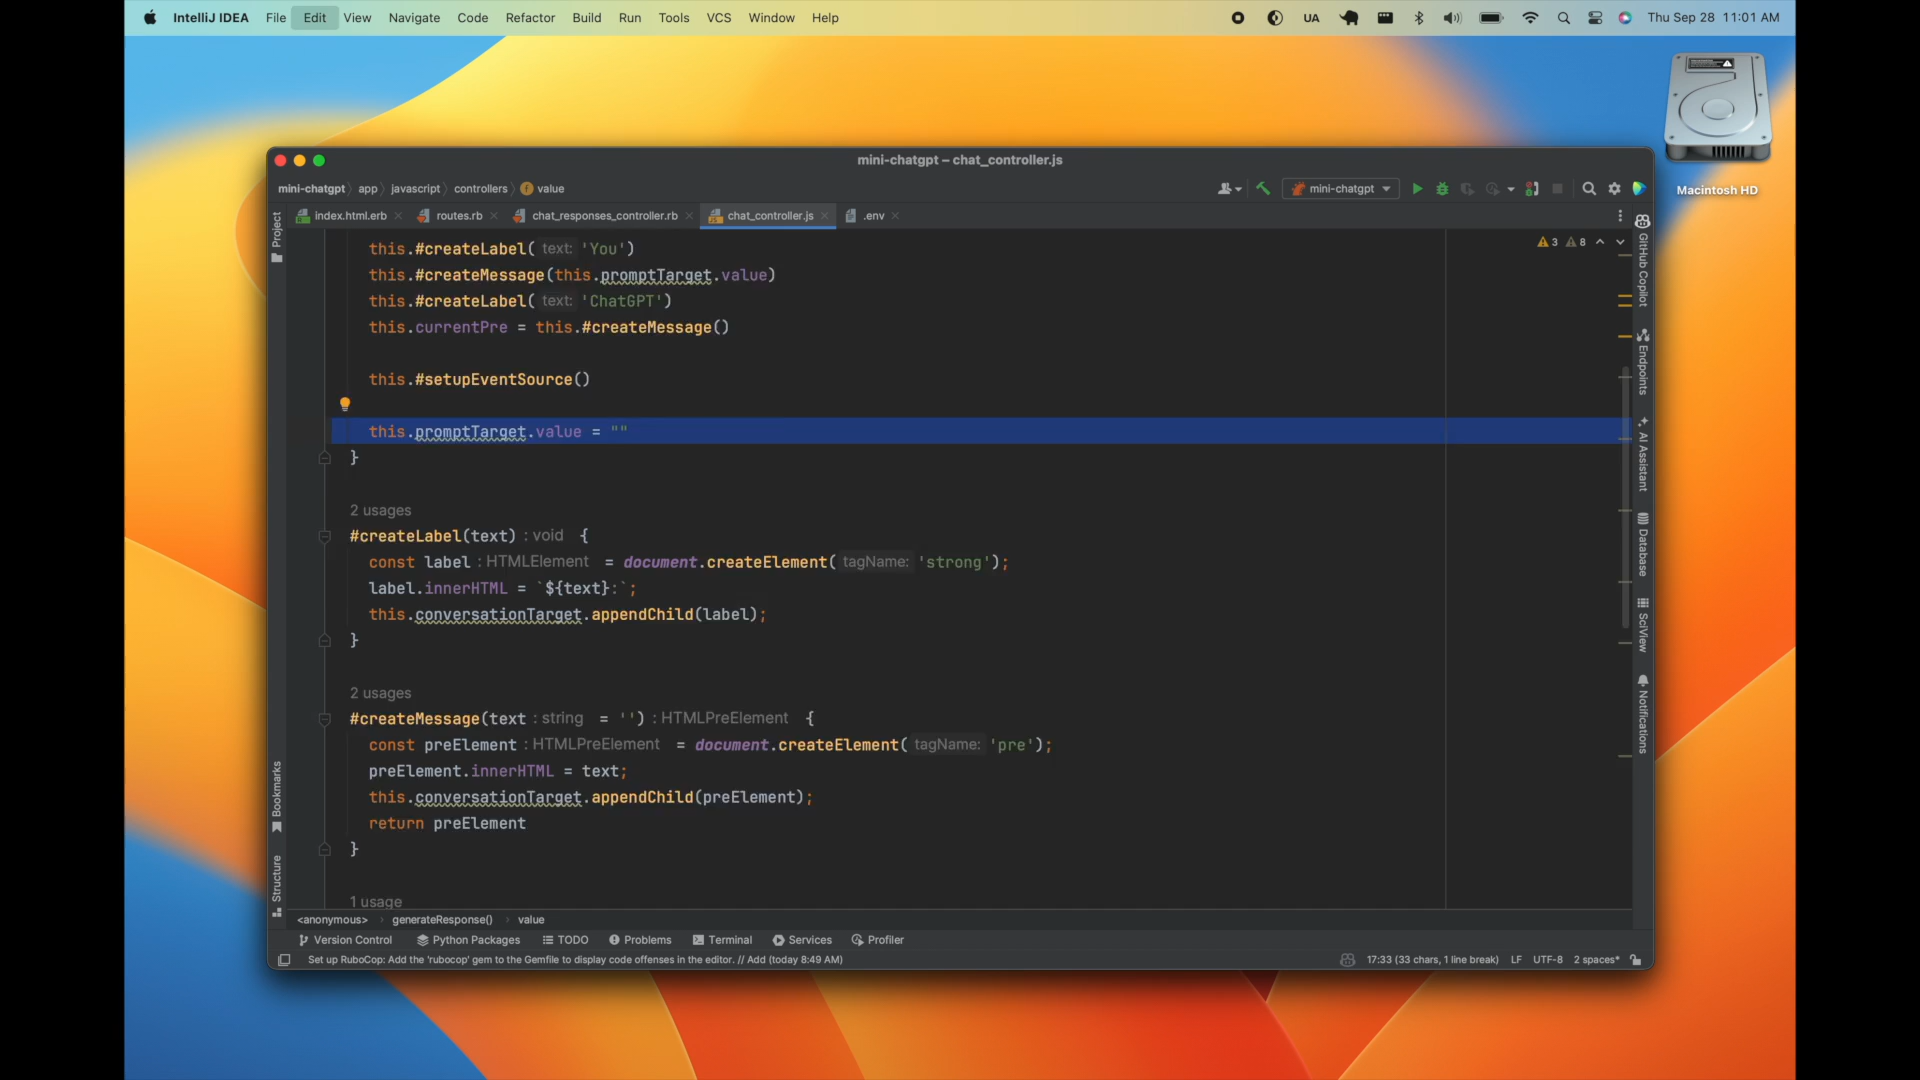 IntelliJ IDEA File Edit View Navigate Code Refactor Build Run Tools VCS Window Help UA Thu Sep 28 11:01 AM
Macintosh HD
mini-chatgpt – chat_controller.js
mini-chatgpt app javascript controllers f value mini-chatgpt
index.html.erb routes.rb chat_responses_controller.rb chat_controller.js .env
3 8
this.#createLabel( text: 'You')
this.#createMessage(this.promptTarget.value)
this.#createLabel( text: 'ChatGPT')
this.currentPre = this.#createMessage()
this.#setupEventSource()
this.promptTarget.value = ""
}
2 usages
#createLabel(text) : void {
const label : HTMLElement = document.createElement( tagName: 'strong');
label.innerHTML = `${text}:`;
this.conversationTarget.appendChild(label);
}
2 usages
#createMessage(text : string = '') : HTMLPreElement {
const preElement : HTMLPreElement = document.createElement( tagName: 'pre');
preElement.innerHTML = text;
this.conversationTarget.appendChild(preElement);
return preElement
}
1 usage
Project
Bookmarks
Structure
GitHub Copilot
Endpoints
AI Assistant
Database
SciView
Notifications
<anonymous> generateResponse() value
Version Control Python Packages TODO Problems Terminal Services Profiler
Set up RuboCop: Add the 'rubocop' gem to the Gemfile to display code offenses in the editor. // Add (today 8:49 AM) 17:33 (33 chars, 1 line break) LF UTF-8 2 spaces*